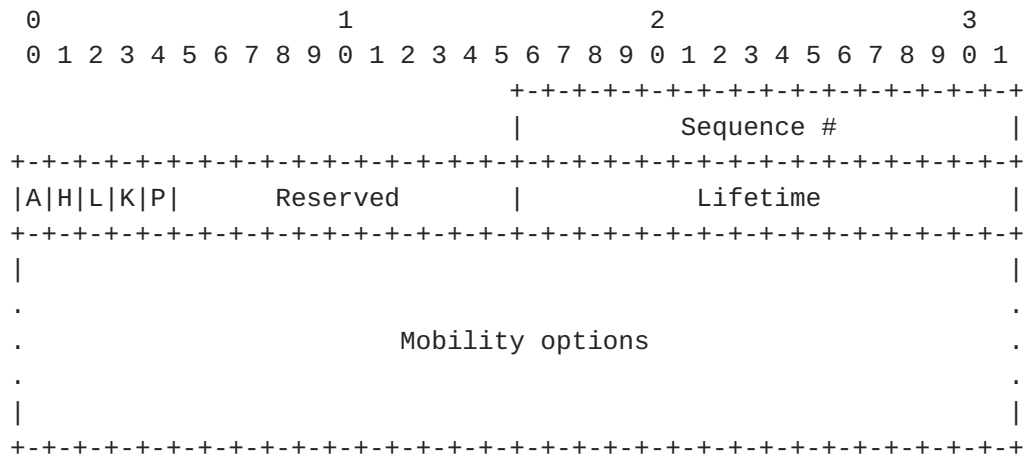 0                   1                   2                   3
 0 1 2 3 4 5 6 7 8 9 0 1 2 3 4 5 6 7 8 9 0 1 2 3 4 5 6 7 8 9 0 1
                                +-+-+-+-+-+-+-+-+-+-+-+-+-+-+-+-+
                                |          Sequence #           |
+-+-+-+-+-+-+-+-+-+-+-+-+-+-+-+-+-+-+-+-+-+-+-+-+-+-+-+-+-+-+-+-+
|A|H|L|K|P|      Reserved       |           Lifetime            |
+-+-+-+-+-+-+-+-+-+-+-+-+-+-+-+-+-+-+-+-+-+-+-+-+-+-+-+-+-+-+-+-+
|                                                               |
.                                                               .
.                        Mobility options                       .
.                                                               .
|                                                               |
+-+-+-+-+-+-+-+-+-+-+-+-+-+-+-+-+-+-+-+-+-+-+-+-+-+-+-+-+-+-+-+-+